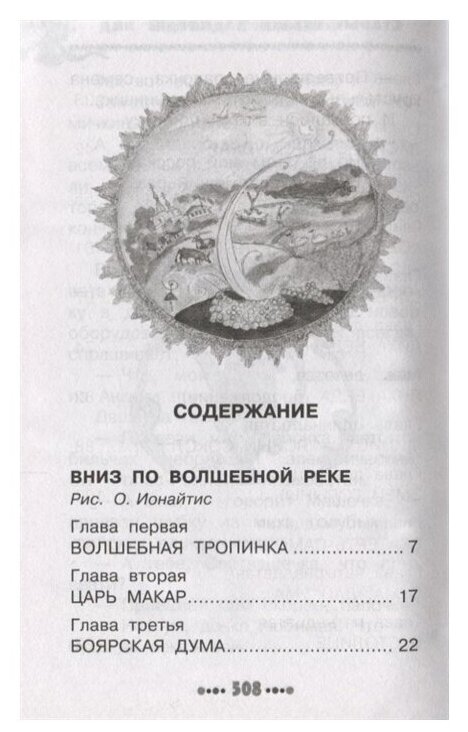 СОДЕРЖАНИЕ
ВНИЗ ПО ВОЛШЕБНОЙ РЕКЕ
Рис. О. Ионайтис
Глава первая
ВОЛШЕБНАЯ ТРОПИНКА ............... 7
Глава вторая
ЦАРЬ МАКАР............................. 17
Глава третья
БОЯРСКАЯ ДУМА......................... 22
308